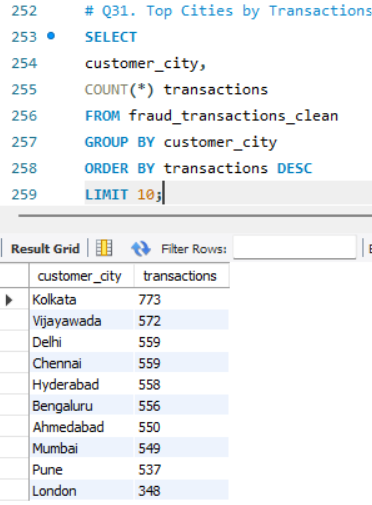 252 # Q31. Top Cities by Transactions
253 SELECT
254 customer_city,
255 COUNT(*) transactions
256 FROM fraud_transactions_clean
257 GROUP BY customer_city
258 ORDER BY transactions DESC
259 LIMIT 10;
Result Grid Filter Rows:
customer_city transactions
Kolkata 773
Vijayawada 572
Delhi 559
Chennai 559
Hyderabad 558
Bengaluru 556
Ahmedabad 550
Mumbai 549
Pune 537
London 348